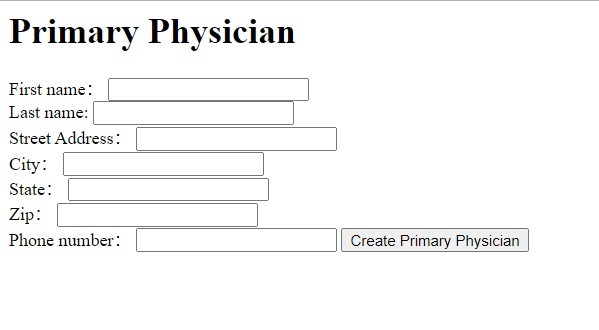 Primary Physician
First name：
Last name:
Street Address：
City：
State：
Zip：
Phone number： Create Primary Physician